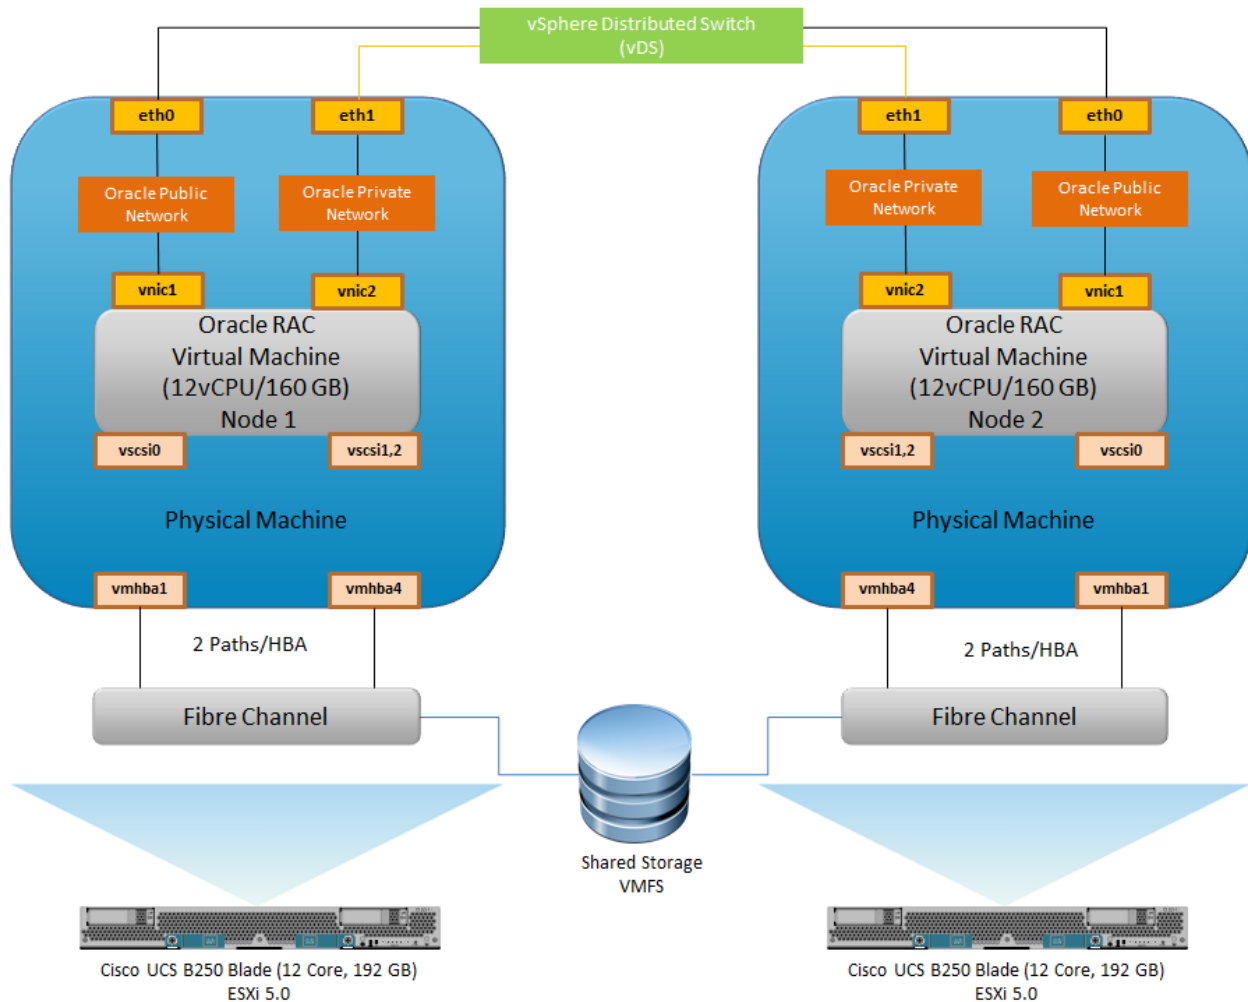 vSphere Distributed Switch
(vDS)
eth0
eth1
eth1
eth0
Oracle Public
Network
Oracle Private
Network
Oracle Private
Network
Oracle Public
Network
vnic1
vnic2
vnic2
vnic1
Oracle RAC
Virtual Machine
(12vCPU/160 GB)
Node 1
Oracle RAC
Virtual Machine
(12vCPU/160 GB)
Node 2
vscsi0
vscsi1,2
vscsi1,2
vscsi0
Physical Machine
Physical Machine
vmhba1
vmhba4
vmhba4
vmhba1
2 Paths/HBA
2 Paths/HBA
Fibre Channel
Fibre Channel
Shared Storage
VMFS
Cisco UCS B250 Blade (12 Core, 192 GB)
ESXi 5.0
Cisco UCS B250 Blade (12 Core, 192 GB)
ESXi 5.0